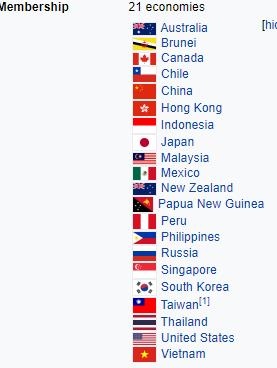 Membership 21 economies
Australia [hi
Brunei
Canada
Chile
China
Hong Kong
Indonesia
Japan
Malaysia
Mexico
New Zealand
Papua New Guinea
Peru
Philippines
Russia
Singapore
South Korea
Taiwan[1]
Thailand
United States
Vietnam